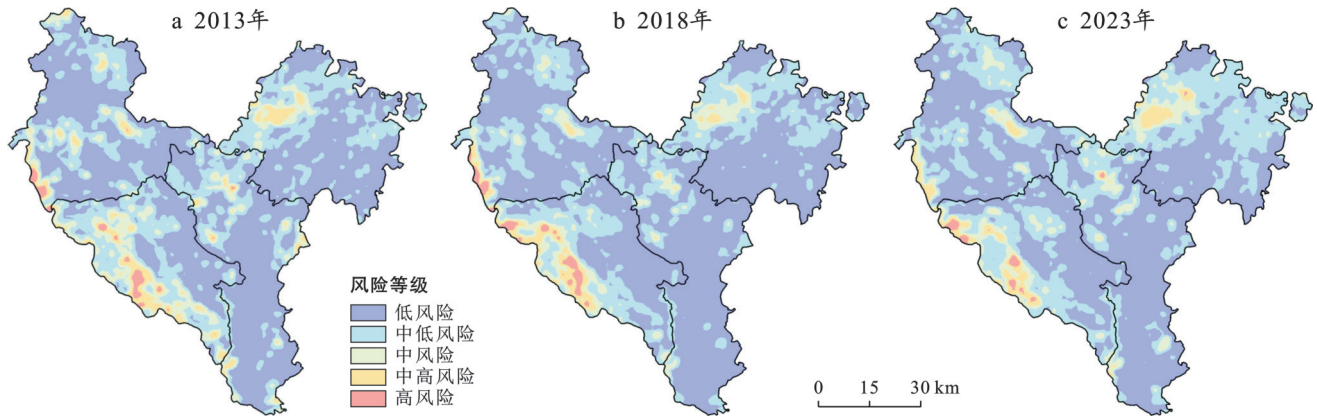 a 2013年
b 2018年
c 2023年
风险等级
低风险
中低风险
中风险
中高风险
高风险
0 15 30 km